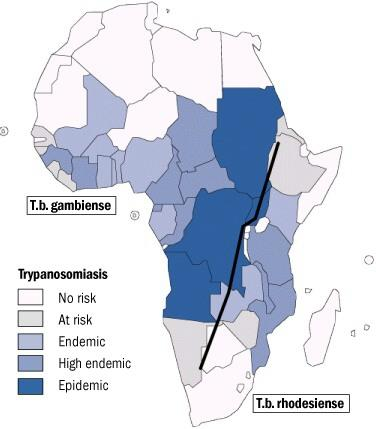 T.b. gambiense
Trypanosomiasis
No risk
At risk
Endemic
High endemic
Epidemic
T.b. rhodesiense